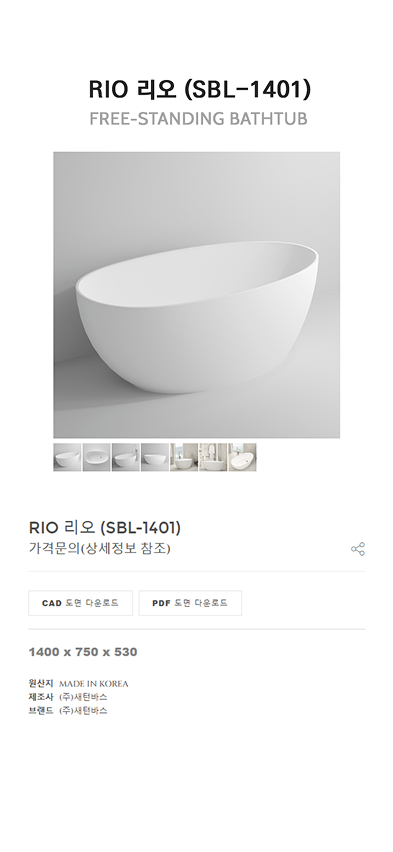 RIO 리오 (SBL-1401)
FREE-STANDING BATHTUB
RIO 리오 (SBL-1401)
가격문의(상세정보 참조)
CAD 도면 다운로드
PDF 도면 다운로드
1400 x 750 x 530
원산지 MADE IN KOREA
제조사 (주)새턴바스
브랜드 (주)새턴바스